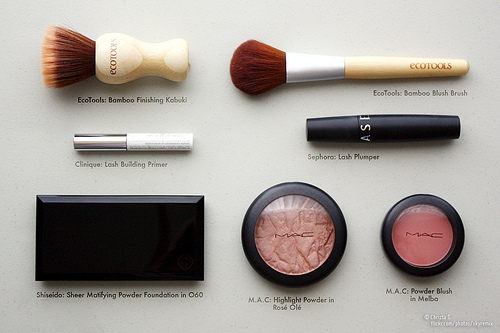 ECOTOOLS
ECOTOOLS
EcoTools: Bamboo Finishing Kabuki
EcoTools: Bamboo Blush Brush
ASE
Clinique: Lash Building Primer
Sephora: Lash Plumper
MAC
MAC
Shiseido: Sheer Matifying Powder Foundation in O60
M.A.C: Highlight Powder in
Rosé Olé
M.A.C: Powder Blush
in Melba
© Christa T.